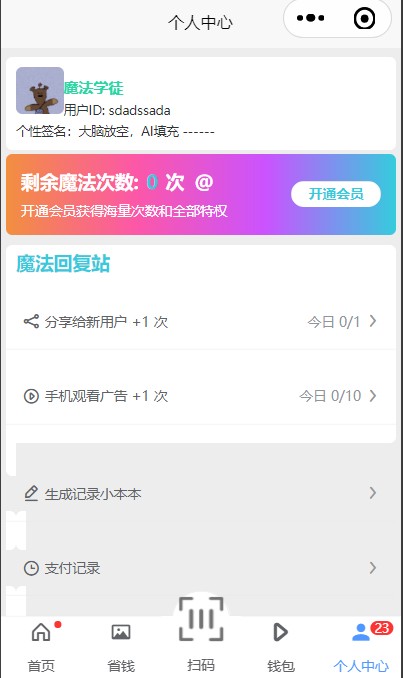 个人中心
魔法学徒
用户ID: sdadssada
个性签名：大脑放空，AI填充 ------
剩余魔法次数: 0 次 @
开通会员
开通会员获得海量次数和全部特权
魔法回复站
分享给新用户 +1 次 今日 0/1
手机观看广告 +1 次 今日 0/10
生成记录小本本
支付记录
23
首页 省钱 扫码 钱包 个人中心